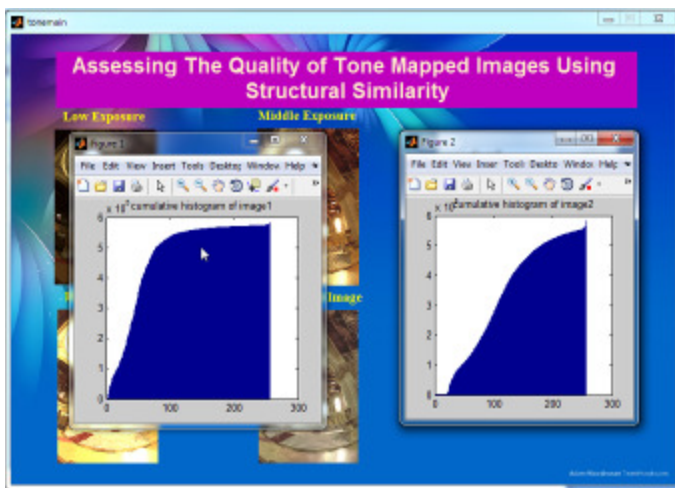 tonemain
Assessing The Quality of Tone Mapped Images Using
Structural Similarity
Low Exposure
Middle Exposure
Figure 1
File Edit View Insert Tools Desktop Window Help
cumulative histogram of image1
6
5
4
3
2
1
0
0 100 200 300
Figure 2
File Edit View Inser Tools Deskto Windov Help
cumulative histogram of image2
6
5
4
3
2
1
0
0 100 200 300
Image